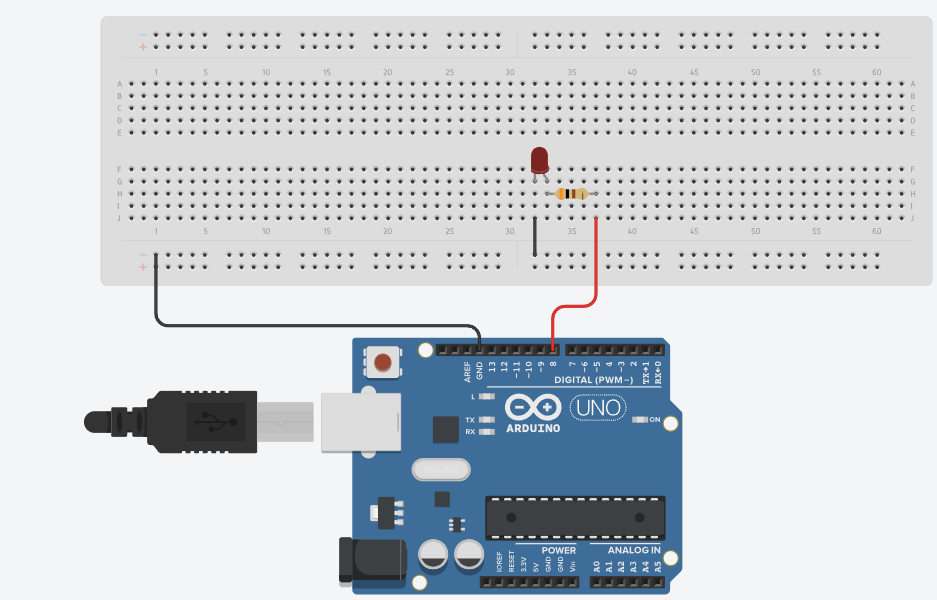 −
+
1 5 10 15 20 25 30 35 40 45 50 55 60
A A
B B
C C
D D
E E
F F
G G
H H
I I
J J
1 5 10 15 20 25 30 35 40 45 50 55 60
−
+
AREF GND 13 12 ~11 ~10 ~9 8 7 ~6 ~5 4 ~3 2 TX→1 RX←0
DIGITAL (PWM~)
L
TX
RX
ARDUINO
UNO
ON
POWER
ANALOG IN
IOREF RESET 3.3V 5V GND GND Vin A0 A1 A2 A3 A4 A5